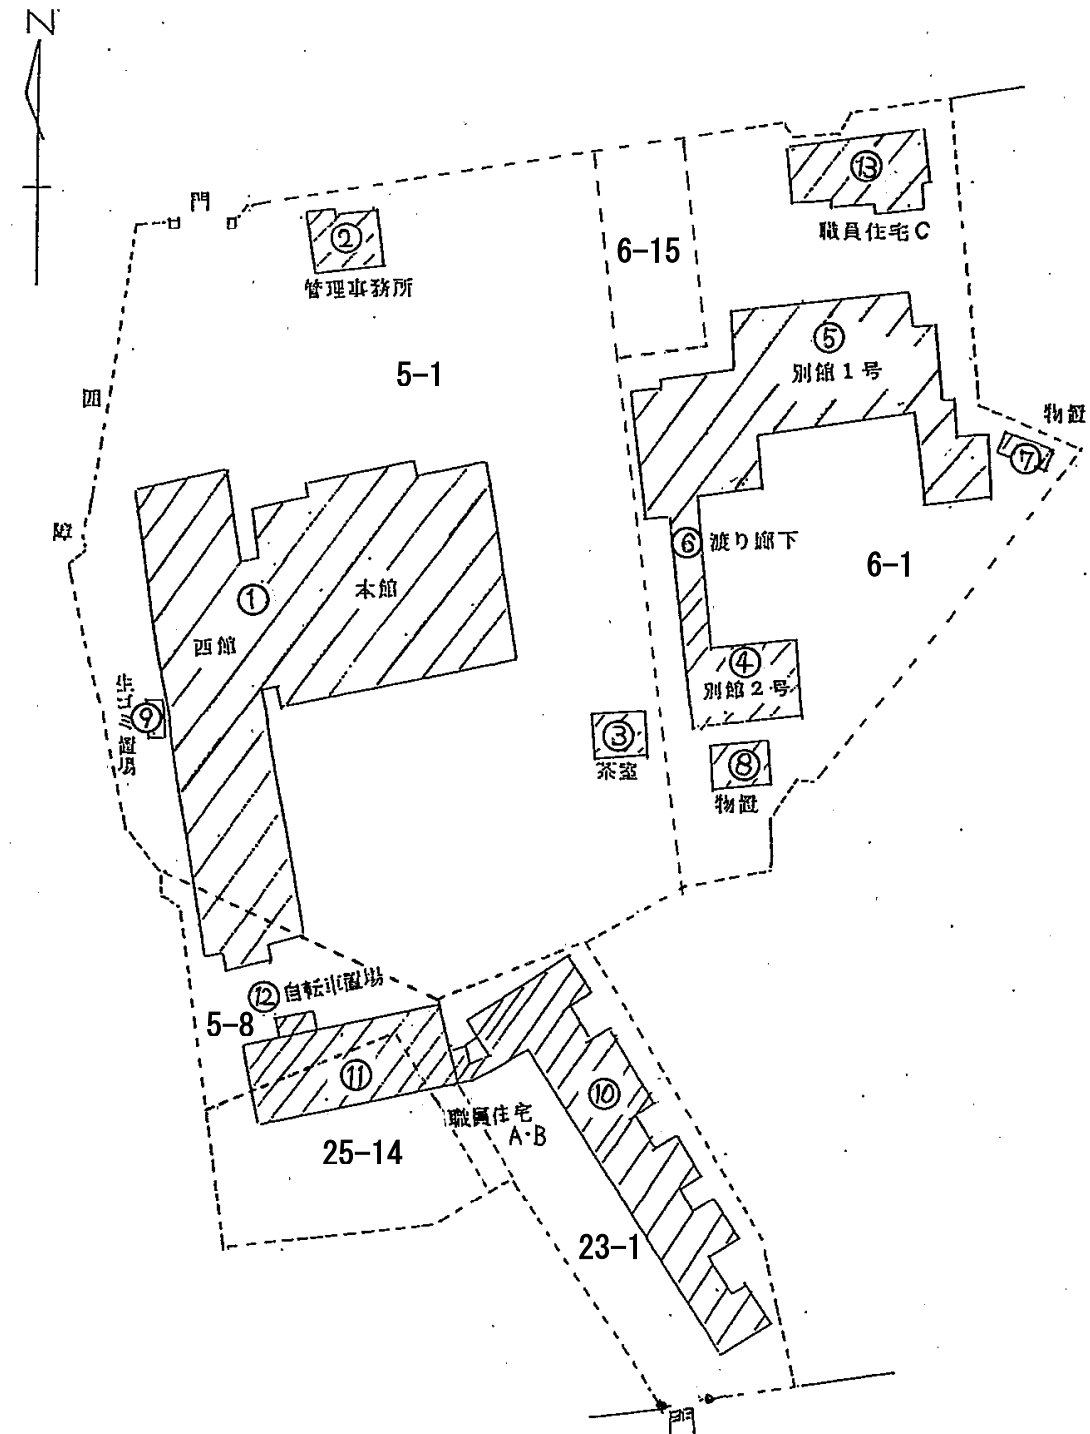 N
門
⑬
職員住宅C
②
管理事務所
6-15
⑤
別館1号
5-1
物置
⑦
⑥ 渡り廊下
6-1
①
本館
西館
④
別館2号
生ゴミ置場
⑨
③
茶室
⑧
物置
⑫ 自転車置場
5-8
⑪
⑩
職員住宅
A・B
25-14
23-1
門